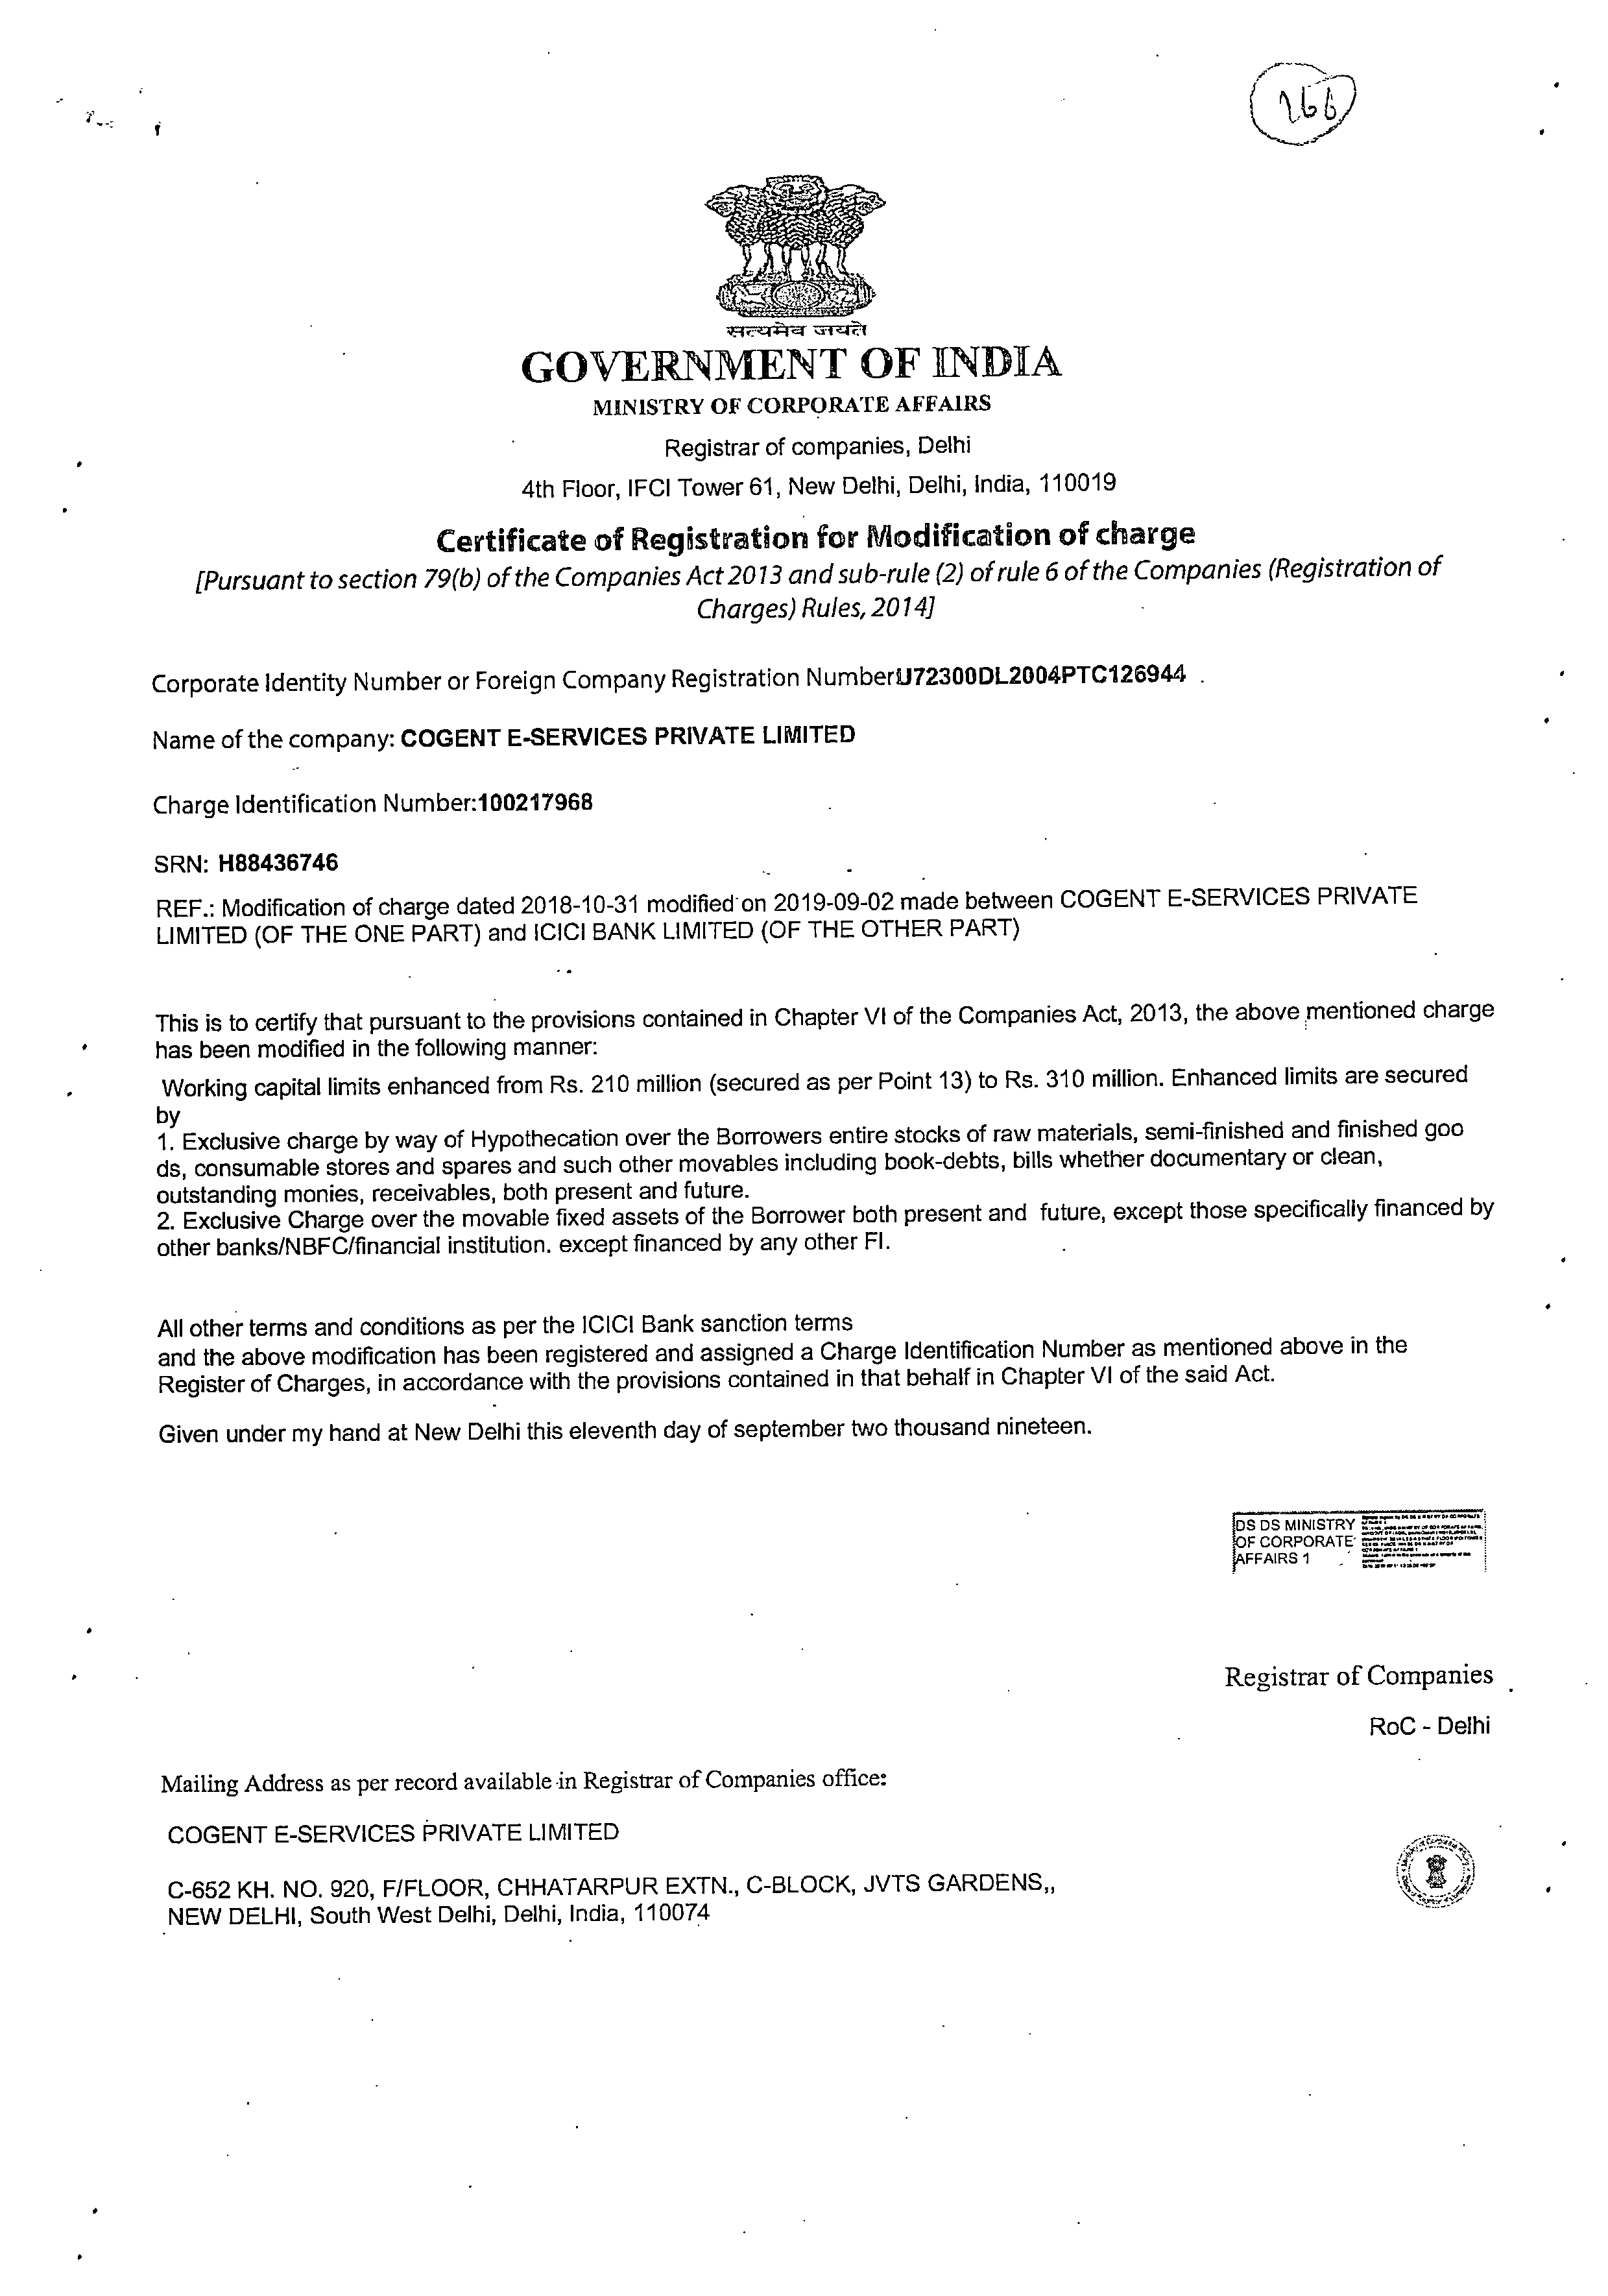 266
सत्यमेव जयते
GOVERNMENT OF INDIA
MINISTRY OF CORPORATE AFFAIRS
Registrar of companies, Delhi
4th Floor, IFCI Tower 61, New Delhi, Delhi, India, 110019
Certificate of Registration for Modification of charge
[Pursuant to section 79(b) of the Companies Act 2013 and sub-rule (2) of rule 6 of the Companies (Registration of
Charges) Rules, 2014]
Corporate Identity Number or Foreign Company Registration NumberU72300DL2004PTC126944
Name of the company: COGENT E-SERVICES PRIVATE LIMITED
Charge Identification Number:100217968
SRN: H88436746
REF.: Modification of charge dated 2018-10-31 modified on 2019-09-02 made between COGENT E-SERVICES PRIVATE
LIMITED (OF THE ONE PART) and ICICI BANK LIMITED (OF THE OTHER PART)
This is to certify that pursuant to the provisions contained in Chapter VI of the Companies Act, 2013, the above mentioned charge
has been modified in the following manner:
Working capital limits enhanced from Rs. 210 million (secured as per Point 13) to Rs. 310 million. Enhanced limits are secured
by
1. Exclusive charge by way of Hypothecation over the Borrowers entire stocks of raw materials, semi-finished and finished goo
ds, consumable stores and spares and such other movables including book-debts, bills whether documentary or clean,
outstanding monies, receivables, both present and future.
2. Exclusive Charge over the movable fixed assets of the Borrower both present and future, except those specifically financed by
other banks/NBFC/financial institution. except financed by any other FI.
All other terms and conditions as per the ICICI Bank sanction terms
and the above modification has been registered and assigned a Charge Identification Number as mentioned above in the
Register of Charges, in accordance with the provisions contained in that behalf in Chapter VI of the said Act.
Given under my hand at New Delhi this eleventh day of september two thousand nineteen.
DS DS MINISTRY
OF CORPORATE
AFFAIRS 1
Registrar of Companies
RoC - Delhi
Mailing Address as per record available in Registrar of Companies office:
COGENT E-SERVICES PRIVATE LIMITED
C-652 KH. NO. 920, F/FLOOR, CHHATARPUR EXTN., C-BLOCK, JVTS GARDENS,,
NEW DELHI, South West Delhi, Delhi, India, 110074